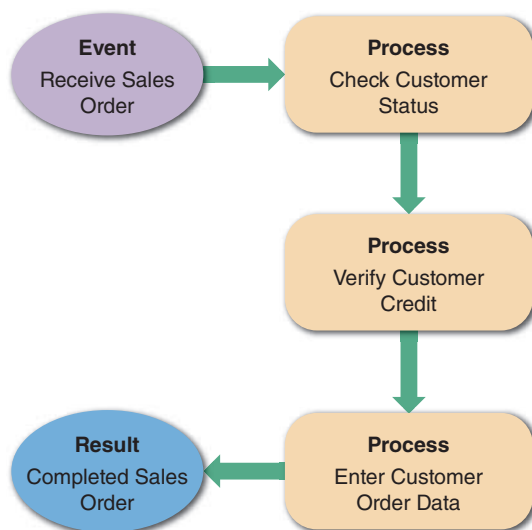 Event
Receive Sales
Order
Process
Check Customer
Status
Process
Verify Customer
Credit
Process
Enter Customer
Order Data
Result
Completed Sales
Order